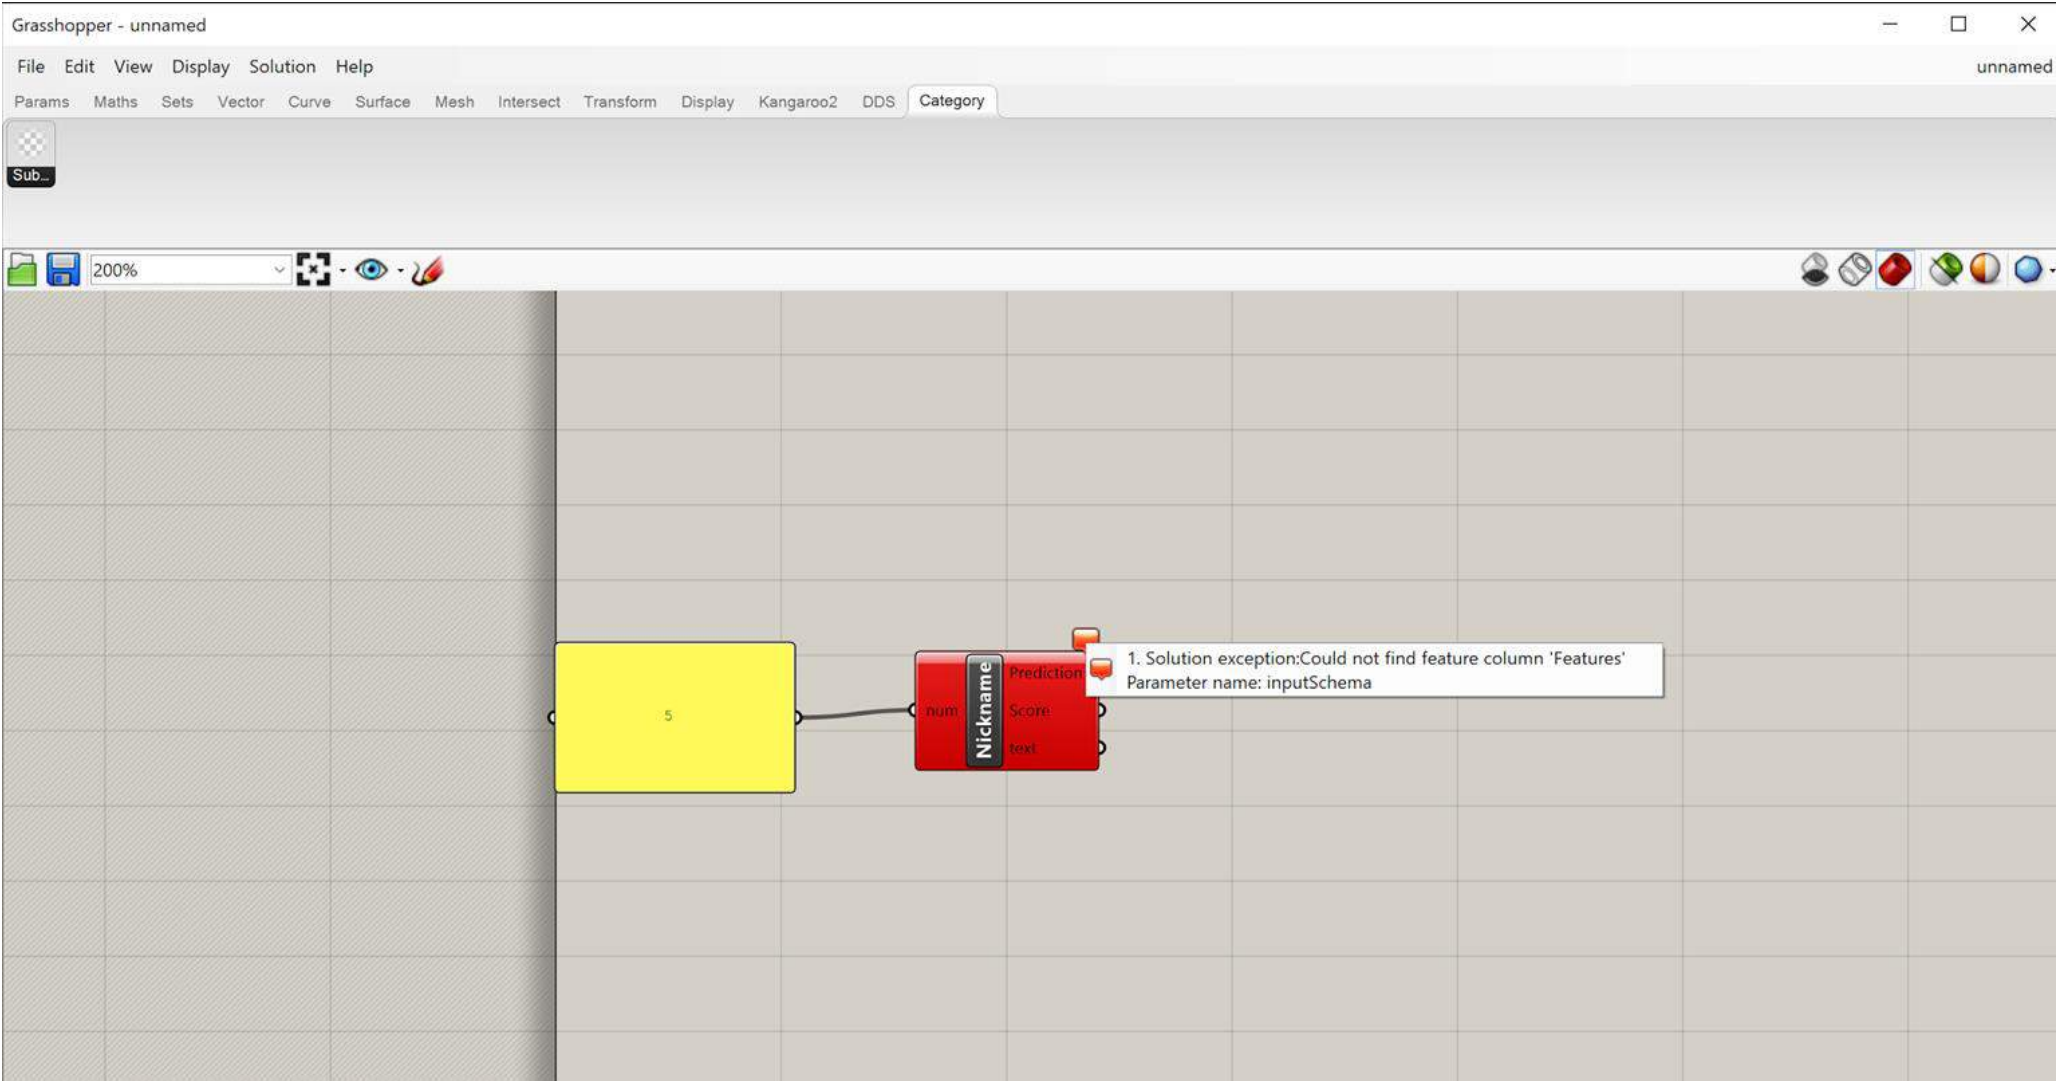 Grasshopper - unnamed
File Edit View Display Solution Help
unnamed
Params Maths Sets Vector Curve Surface Mesh Intersect Transform Display Kangaroo2 DDS Category
Sub...
200%
5
num
Nickname
Prediction
Score
text
1. Solution exception:Could not find feature column 'Features'
Parameter name: inputSchema